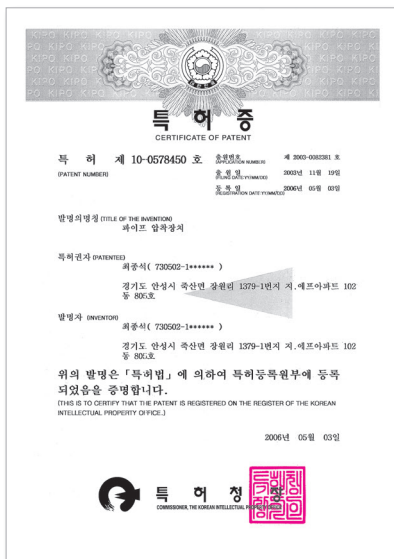 KIPO KIPO KIPO KIPO KIPO KIPO
특허증
CERTIFICATE OF PATENT
특 허 제 10-0578450 호
(PATENT NUMBER)
출원번호 제 2003-0082381 호
(APPLICATION NUMBER)
출원일 2003년 11월 19일
(FILING DATE:YY/MM/DD)
등록일 2006년 05월 03일
(REGISTRATION DATE:YY/MM/DD)
발명의명칭 (TITLE OF THE INVENTION)
파이프 압착장치
특허권자 (PATENTEE)
최종석( 730502-1****** )
경기도 안성시 죽산면 장원리 1379-1번지 지.에프아파트 102
동 805호
발명자 (INVENTOR)
최종석( 730502-1****** )
경기도 안성시 죽산면 장원리 1379-1번지 지.에프아파트 102
동 805호
위의 발명은 「특허법」에 의하여 특허등록원부에 등록
되었음을 증명합니다.
(THIS IS TO CERTIFY THAT THE PATENT IS REGISTERED ON THE REGISTER OF THE KOREAN
INTELLECTUAL PROPERTY OFFICE.)
2006년 05월 03일
특허청장
COMMISSIONER, THE KOREAN INTELLECTUAL PROPERTY OFFICE